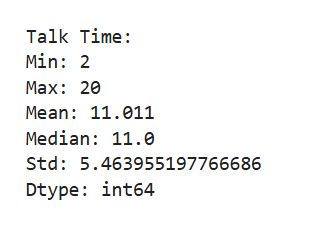 Talk Time:
Min: 2
Max: 20
Mean: 11.011
Median: 11.0
Std: 5.463955197766686
Dtype: int64